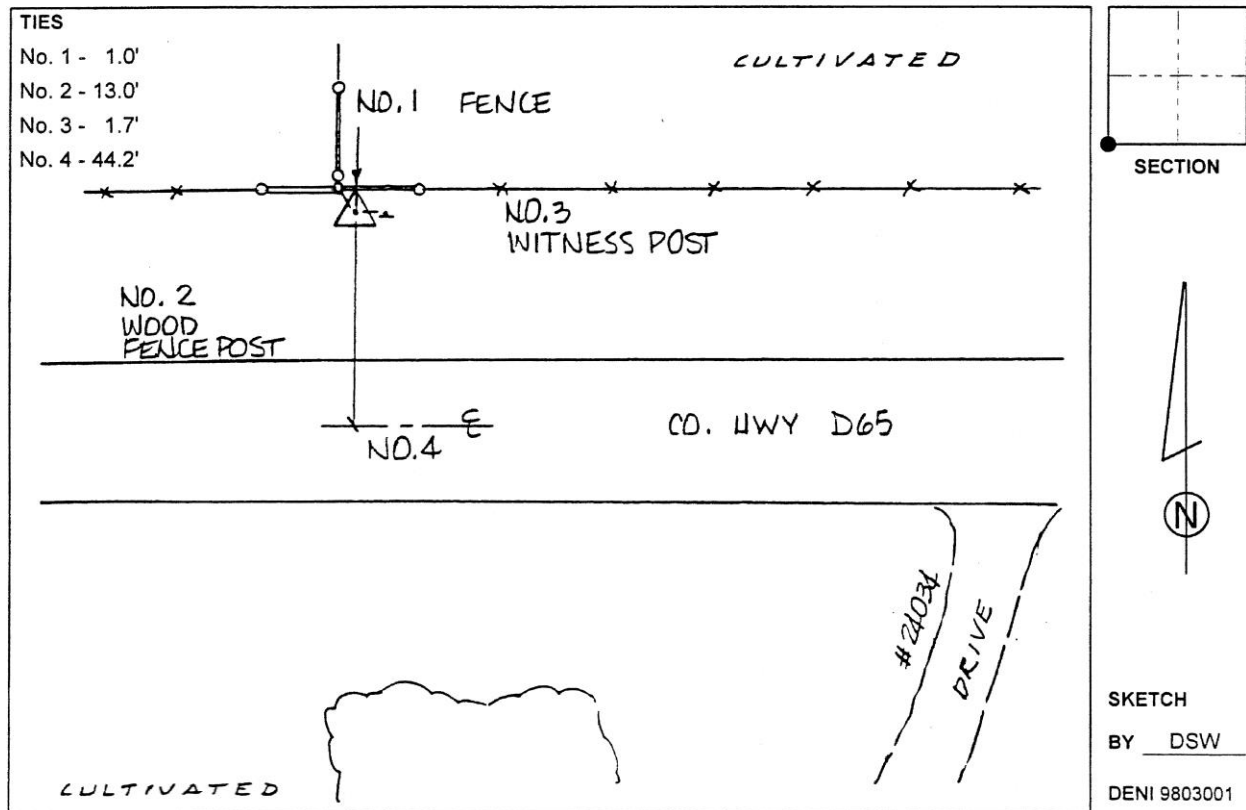 TIES
No. 1 - 1.0'
No. 2 - 13.0'
No. 3 - 1.7'
No. 4 - 44.2'
CULTIVATED
NO.1 FENCE
NO.3
WITNESS POST
NO. 2
WOOD
FENCE POST
NO.4
CO. HWY D65
DRIVE
CULTIVATED
SECTION
N
SKETCH
BY DSW
DENI 9803001